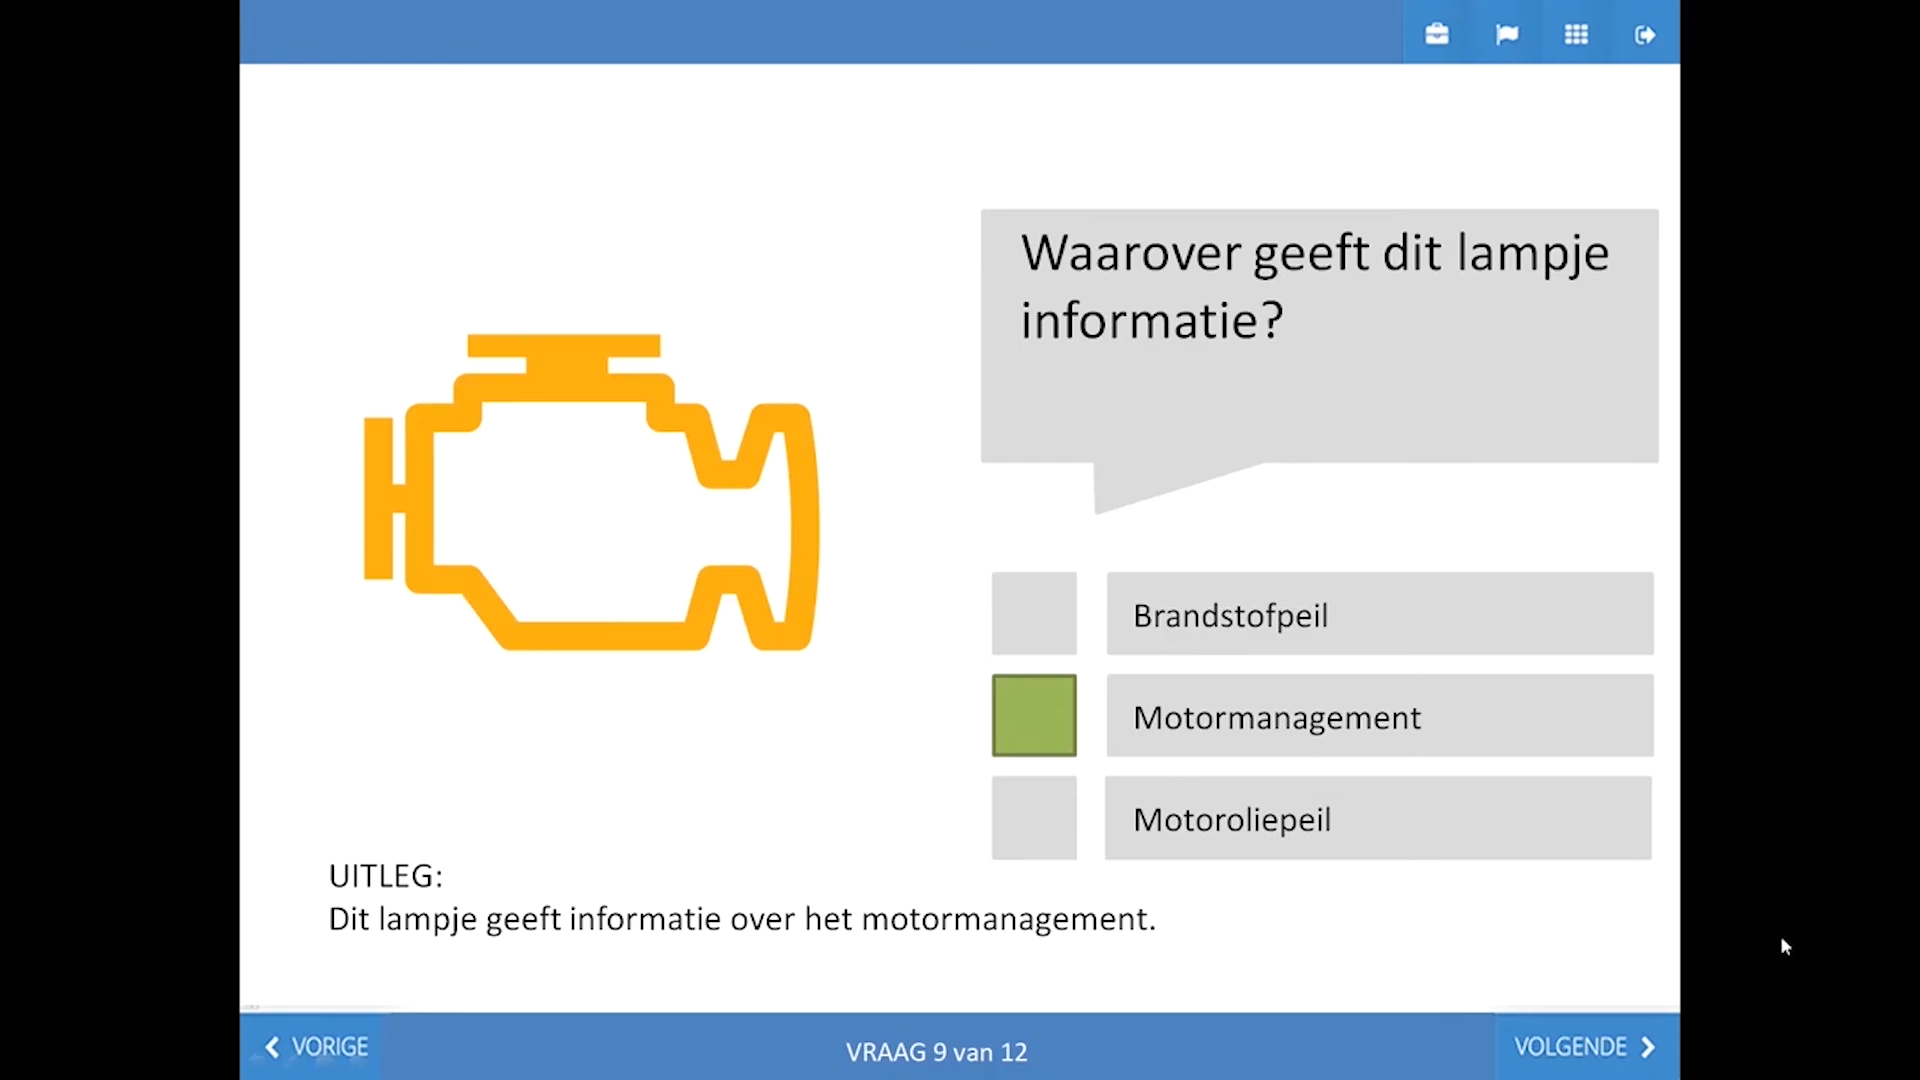 Waarover geeft dit lampje
informatie?
Brandstofpeil
Motormanagement
Motoroliepeil
UITLEG:
Dit lampje geeft informatie over het motormanagement.
VORIGE
VRAAG 9 van 12
VOLGENDE